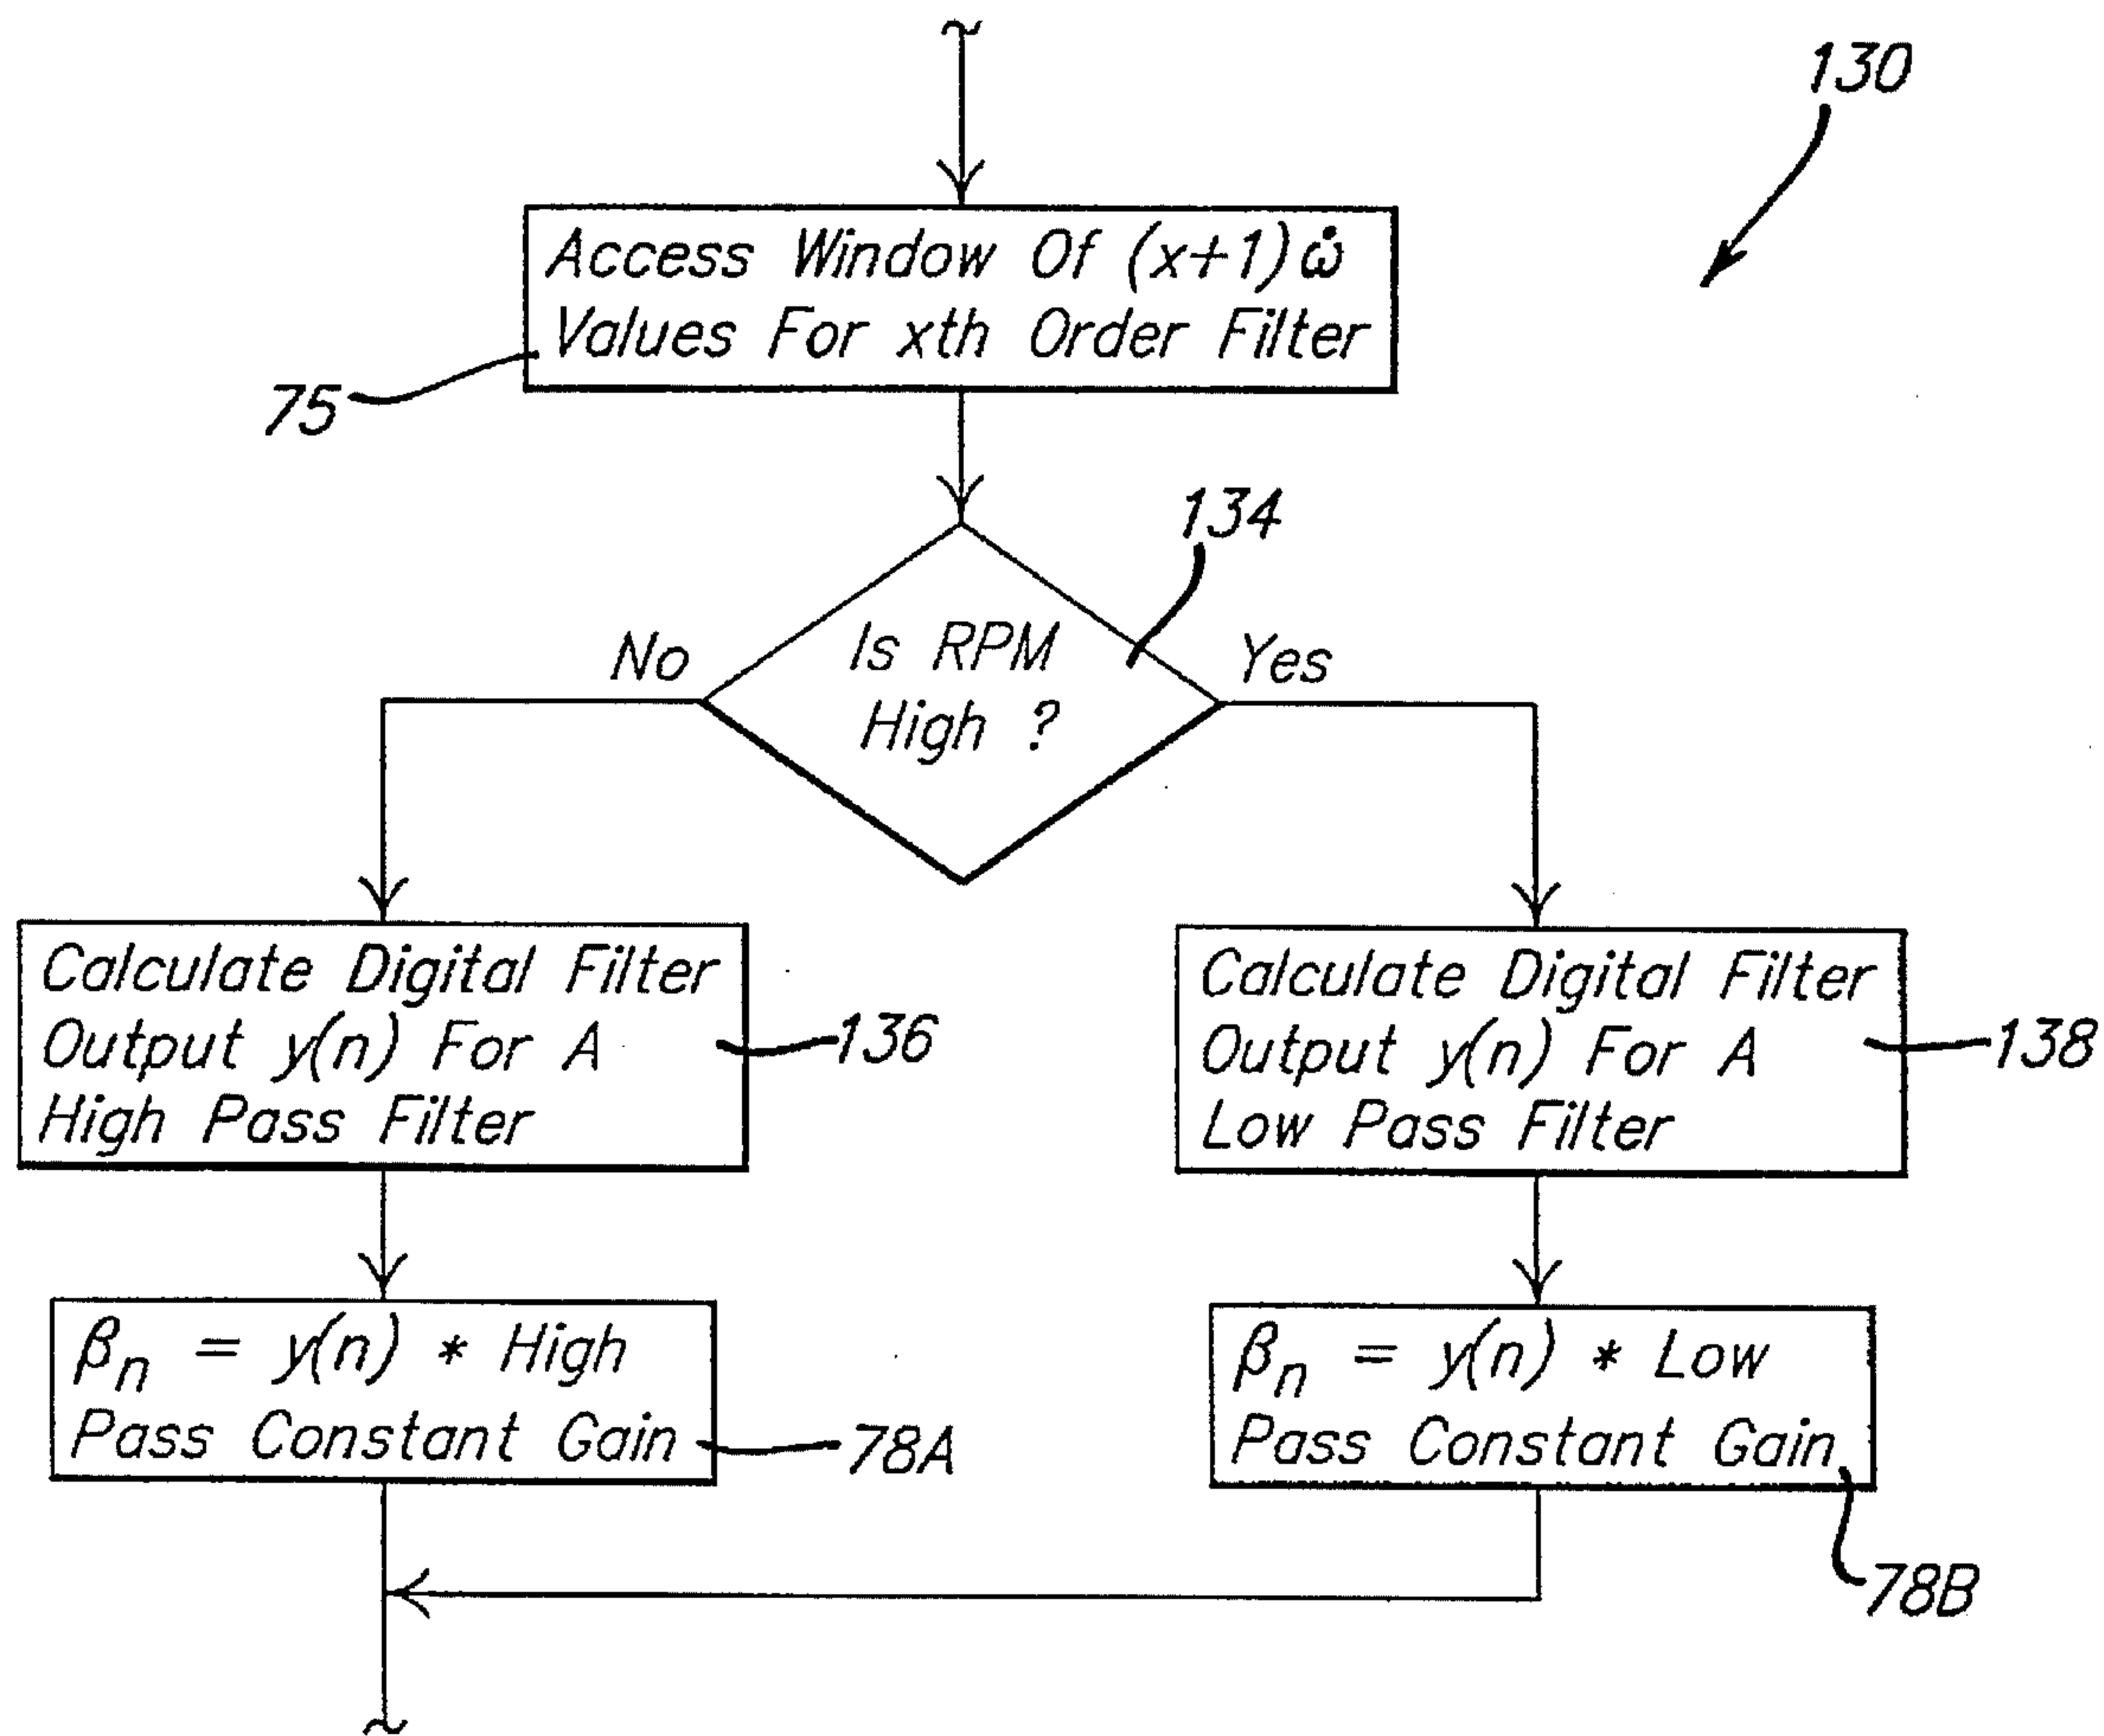 130
Access Window Of (x+1) ω̇
Values For xth Order Filter
75
134
Is RPM
High ?
No
Yes
Calculate Digital Filter
Output y(n) For A
High Pass Filter
136
Calculate Digital Filter
Output y(n) For A
Low Pass Filter
138
βn = y(n) * High
Pass Constant Gain
78A
βn = y(n) * Low
Pass Constant Gain
78B